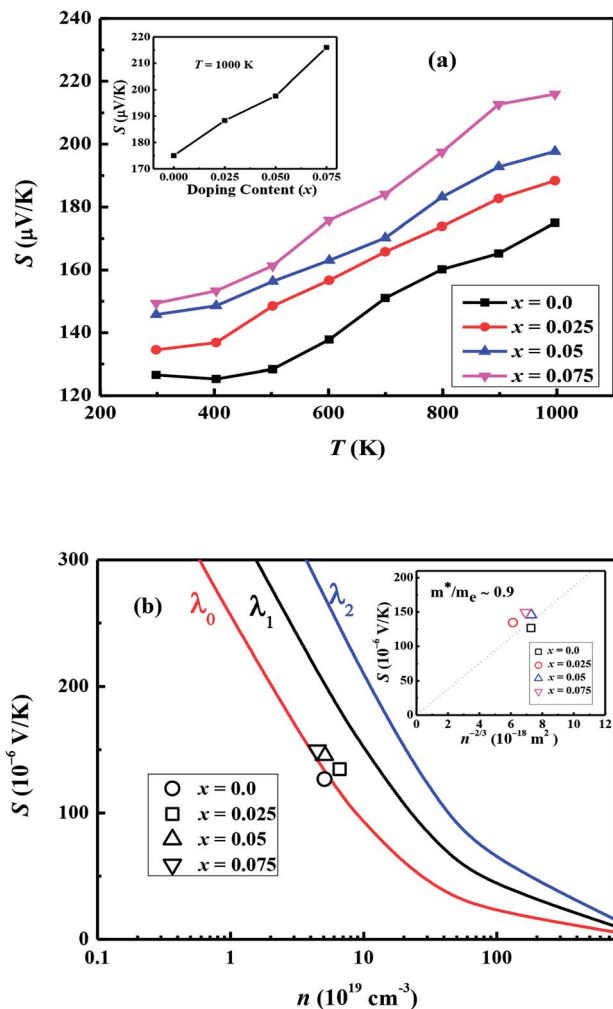 240
220
200
180
160
140
120
S (μV/K)
220
210
200
190
180
170
S (μV/K)
T = 1000 K
0.000 0.025 0.050 0.075
Doping Content (x)
(a)
x = 0.0
x = 0.025
x = 0.05
x = 0.075
200 400 600 800 1000
T (K)
300
200
100
0
S (10⁻⁶ V/K)
(b)
λ₀ λ₁ λ₂
200
150
100
50
0
S (10⁻⁶ V/K)
m*/mₑ ~ 0.9
x = 0.0
x = 0.025
x = 0.05
x = 0.075
0 2 4 6 8 10 12
n⁻²/³ (10⁻¹⁸ m²)
x = 0.0
x = 0.025
x = 0.05
x = 0.075
0.1 1 10 100
n (10¹⁹ cm⁻³)